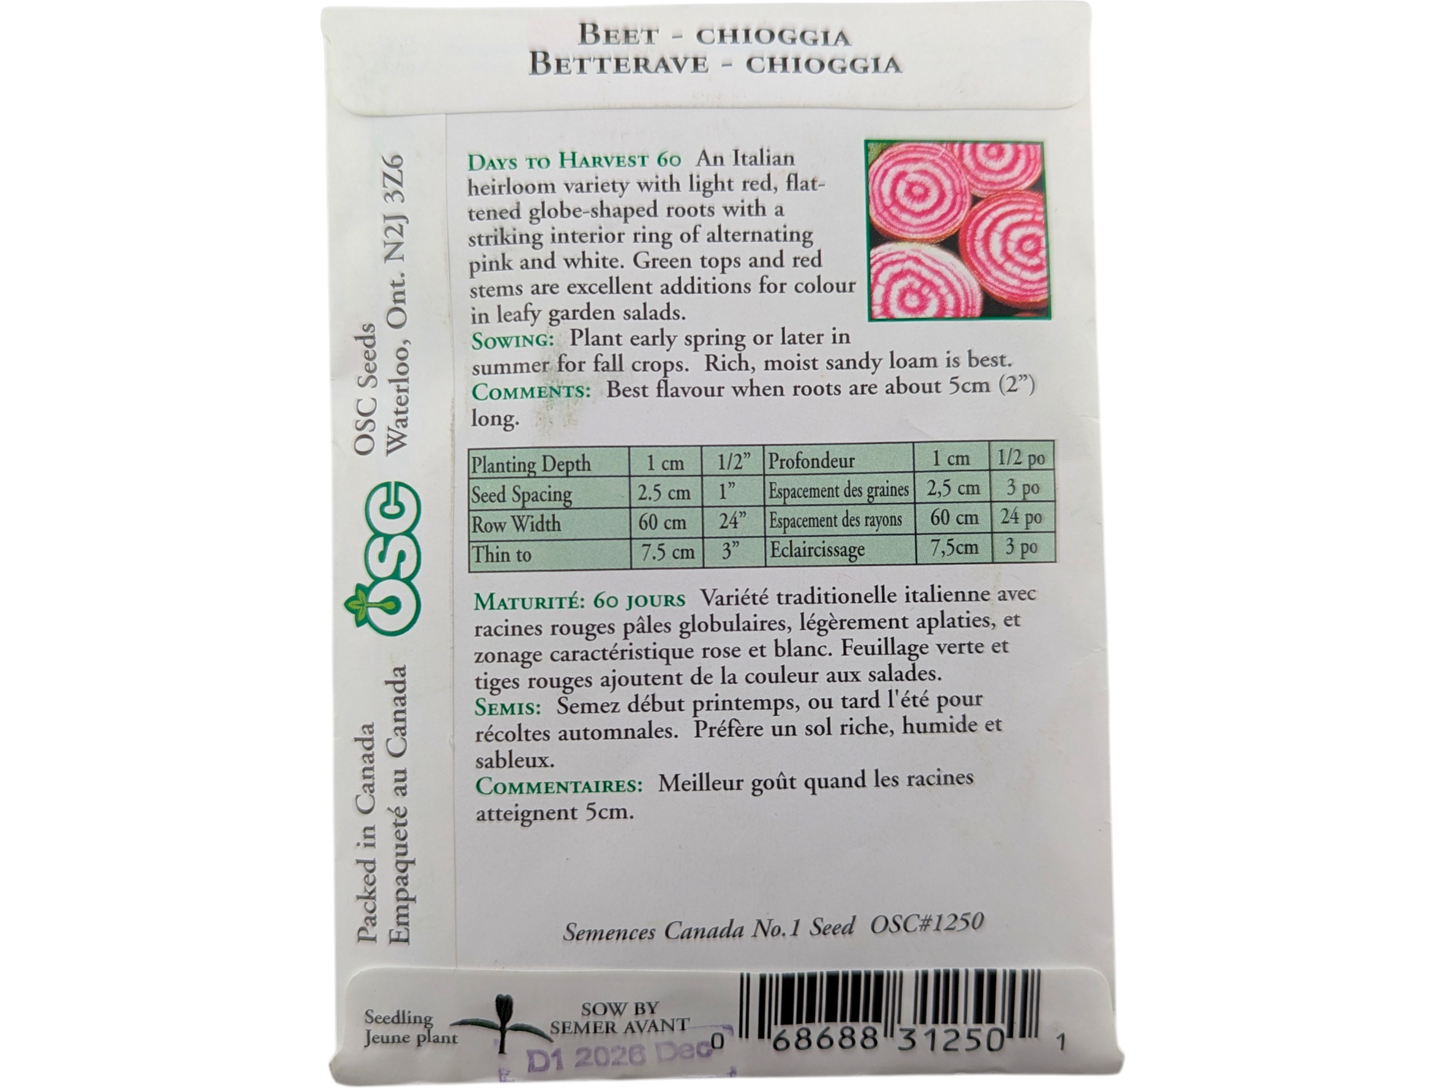 BEET - CHIOGGIA
BETTERAVE - CHIOGGIA
DAYS TO HARVEST 60 An Italian
heirloom variety with light red, flat-
tened globe-shaped roots with a
striking interior ring of alternating
pink and white. Green tops and red
stems are excellent additions for colour
in leafy garden salads.
SOWING: Plant early spring or later in
summer for fall crops. Rich, moist sandy loam is best.
COMMENTS: Best flavour when roots are about 5cm (2”)
long.
Planting Depth 1 cm 1/2” Profondeur 1 cm 1/2 po
Seed Spacing 2.5 cm 1” Espacement des graines 2,5 cm 3 po
Row Width 60 cm 24” Espacement des rayons 60 cm 24 po
Thin to 7.5 cm 3” Eclaircissage 7,5cm 3 po
MATURITÉ: 60 JOURS Variété traditionelle italienne avec
racines rouges pâles globulaires, légèrement aplaties, et
zonage caractéristique rose et blanc. Feuillage verte et
tiges rouges ajoutent de la couleur aux salades.
SEMIS: Semez début printemps, ou tard l'été pour
récoltes automnales. Préfère un sol riche, humide et
sableux.
COMMENTAIRES: Meilleur goût quand les racines
atteignent 5cm.
Semences Canada No.1 Seed OSC#1250
OSC Seeds
Waterloo, Ont. N2J 3Z6
OSC
Packed in Canada
Empaqueté au Canada
Seedling
Jeune plant
SOW BY
SEMER AVANT
D1 2026 Dec
0 68688 31250 1